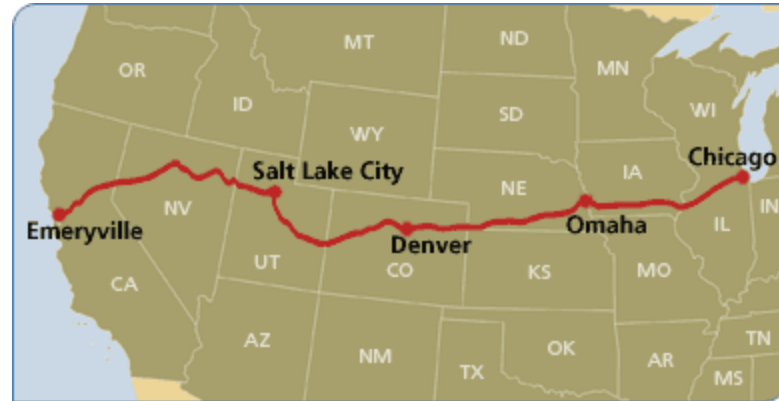 MT
ND
MN
OR
ID
WI
SD
WY
Chicago
Salt Lake City
IA
NE
IN
NV
Emeryville
Denver
Omaha
IL
UT
CO
KS
MO
CA
TN
AZ
NM
OK
AR
TX
MS